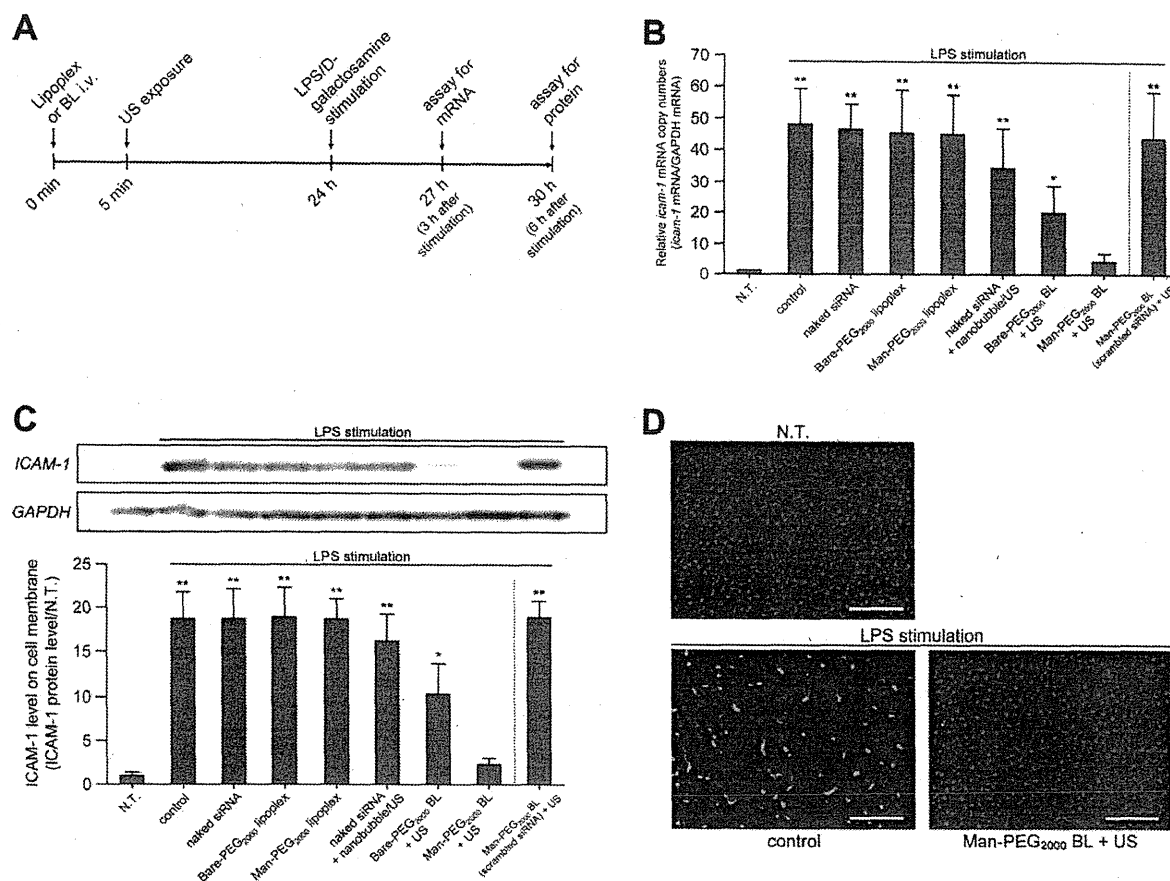 A
Lipoplex
or BL i.v.
US exposure
LPS/D-
galactosamine
stimulation
assay for
mRNA
assay for
protein
0 min
5 min
24 h
27 h
(3 h after
stimulation)
30 h
(6 h after
stimulation)
B
LPS stimulation
Relative icam-1 mRNA copy numbers
(icam-1 mRNA/GAPDH mRNA)
70
60
50
40
30
20
10
0
** ** ** ** ** * **
N.T.
control
naked siRNA
Bare-PEG2000 lipoplex
Man-PEG2000 lipoplex
naked siRNA
+ nanobubble/US
Bare-PEG2000 BL
+ US
Man-PEG2000 BL
+ US
Man-PEG2000 BL
(scrambled siRNA) + US
C
LPS stimulation
ICAM-1
GAPDH
LPS stimulation
ICAM-1 level on cell membrane
(ICAM-1 protein level/N.T.)
25
20
15
10
5
0
** ** ** ** ** * **
N.T.
control
naked siRNA
Bare-PEG2000 lipoplex
Man-PEG2000 lipoplex
naked siRNA
+ nanobubble/US
Bare-PEG2000 BL
+ US
Man-PEG2000 BL
+ US
Man-PEG2000 BL
(scrambled siRNA) + US
D
N.T.
LPS stimulation
control
Man-PEG2000 BL + US